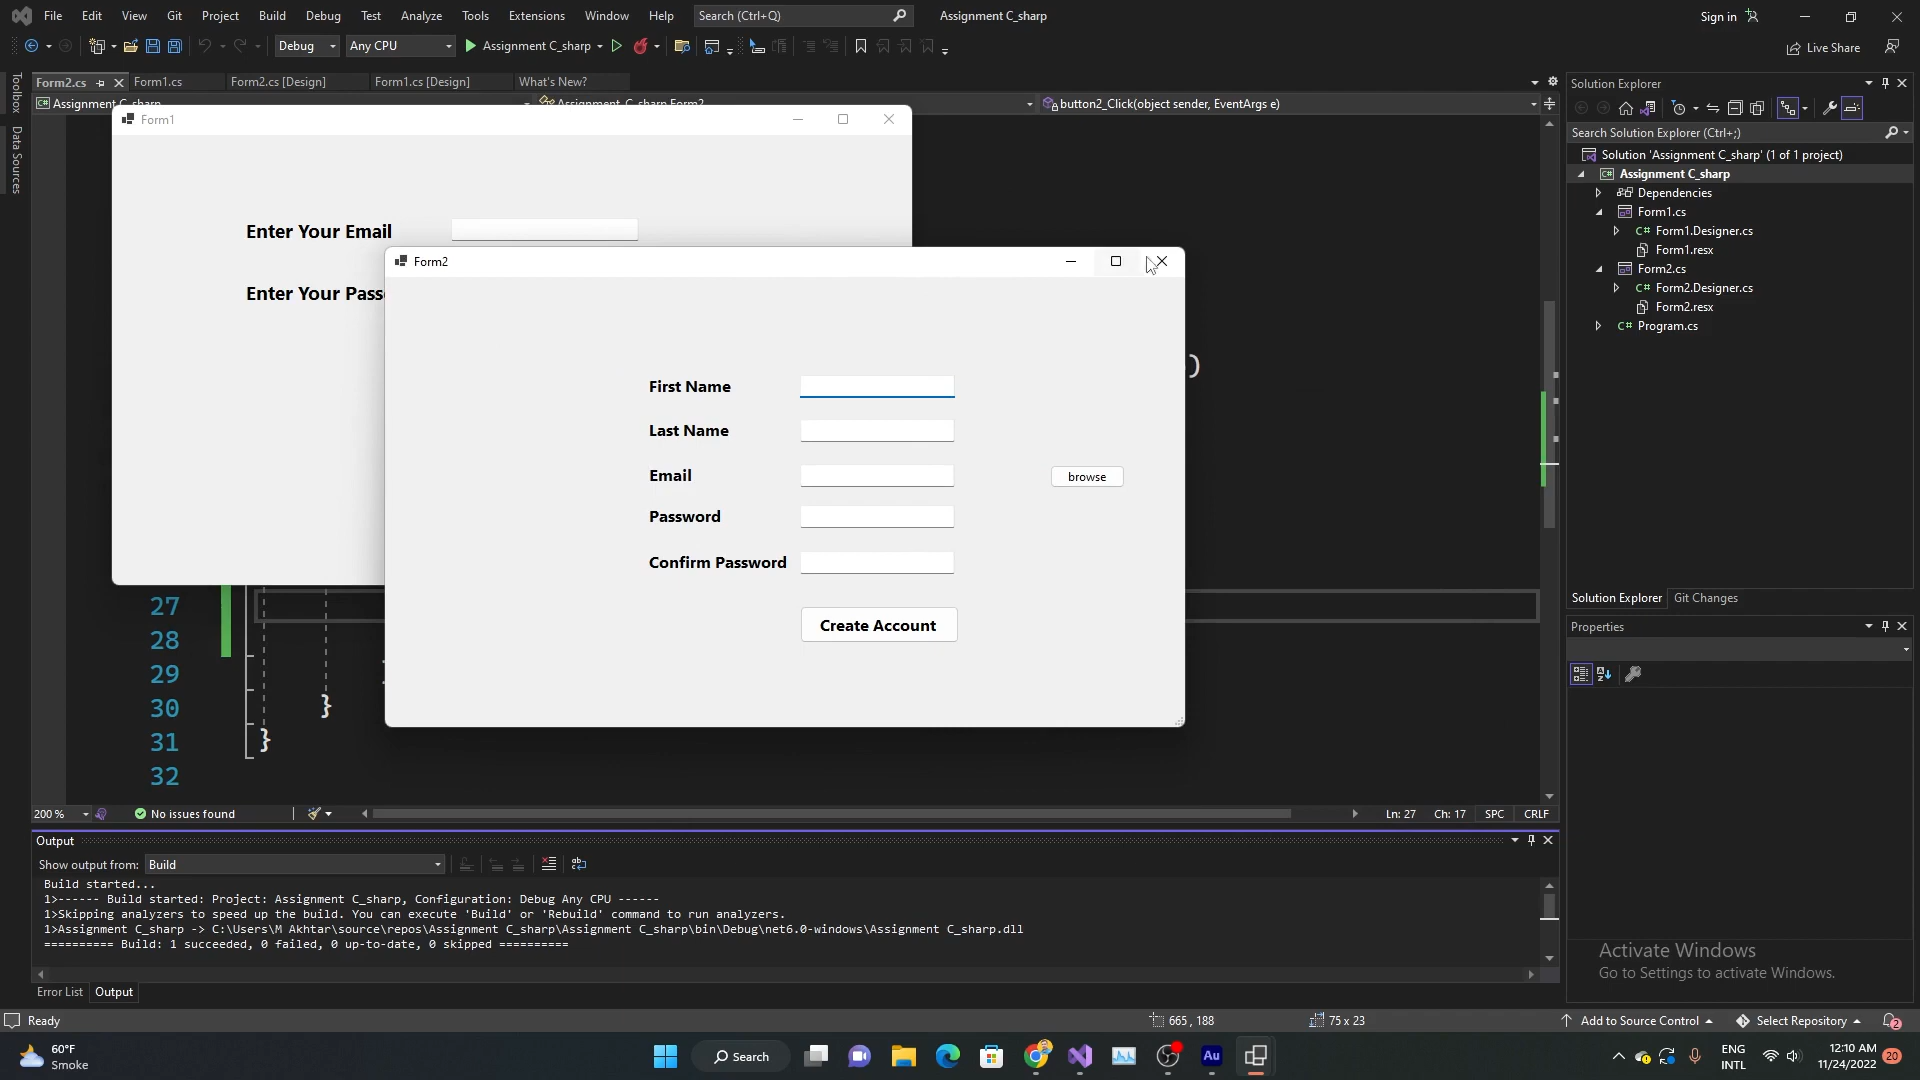 File Edit View Git Project Build Debug Test Analyze Tools Extensions Window Help Search (Ctrl+Q) Assignment C_sharp Sign in
Debug Any CPU Assignment C_sharp Live Share
Form2.cs Form1.cs Form2.cs [Design] Form1.cs [Design] What's New?
Assignment C_sharp Assignment_C_sharp.Form2 button2_Click(object sender, EventArgs e)
Toolbox
Data Sources
Form1
Enter Your Email
Enter Your Pass
Form2
First Name
Last Name
Email
browse
Password
Confirm Password
Create Account
)
27
28
29
30 }
31 }
32
200 % No issues found Ln: 27 Ch: 17 SPC CRLF
Output
Show output from: Build
Build started...
1>------ Build started: Project: Assignment C_sharp, Configuration: Debug Any CPU ------
1>Skipping analyzers to speed up the build. You can execute 'Build' or 'Rebuild' command to run analyzers.
1>Assignment C_sharp -> C:\Users\M Akhtar\source\repos\Assignment C_sharp\Assignment C_sharp\bin\Debug\net6.0-windows\Assignment C_sharp.dll
========== Build: 1 succeeded, 0 failed, 0 up-to-date, 0 skipped ==========
Error List Output
Solution Explorer
Search Solution Explorer (Ctrl+;)
Solution 'Assignment C_sharp' (1 of 1 project)
C# Assignment C_sharp
Dependencies
Form1.cs
C# Form1.Designer.cs
Form1.resx
Form2.cs
C# Form2.Designer.cs
Form2.resx
C# Program.cs
Solution Explorer Git Changes
Properties
Activate Windows
Go to Settings to activate Windows.
Ready 665 , 188 75 x 23 Add to Source Control Select Repository 2
60°F
Smoke
Search
Au
ENG
INTL
12:10 AM
11/24/2022
20